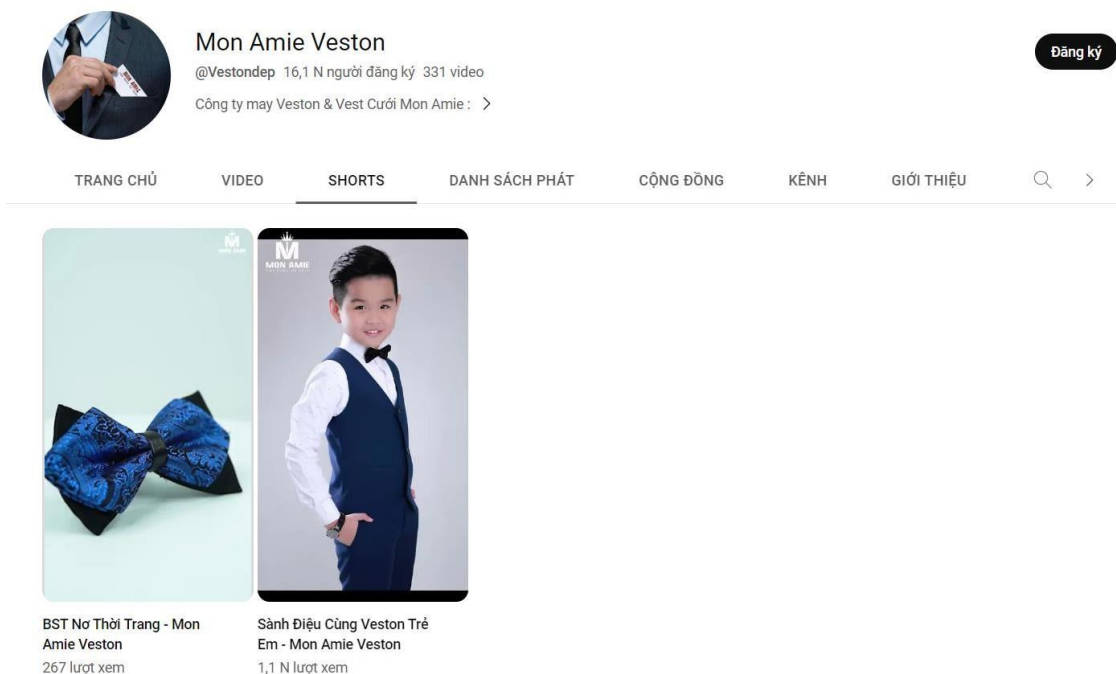 Mon Amie Veston
Đăng ký
@Vestondep 16,1 N người đăng ký 331 video
Công ty may Veston & Vest Cưới Mon Amie :
TRANG CHỦ VIDEO SHORTS DANH SÁCH PHÁT CỘNG ĐỒNG KÊNH GIỚI THIỆU
MON AMIE
MON AMIE
BST Nơ Thời Trang - Mon
Amie Veston
267 lượt xem
Sành Điệu Cùng Veston Trẻ
Em - Mon Amie Veston
1,1 N lượt xem